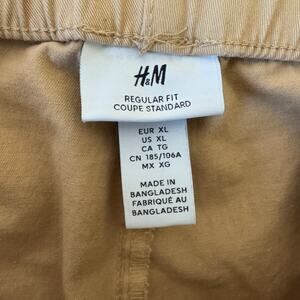 H&M
REGULAR FIT
COUPE STANDARD
EUR XL
US XL
CA TG
CN 185/106A
MX XG
MADE IN
BANGLADESH
FABRIQUÉ AU
BANGLADESH